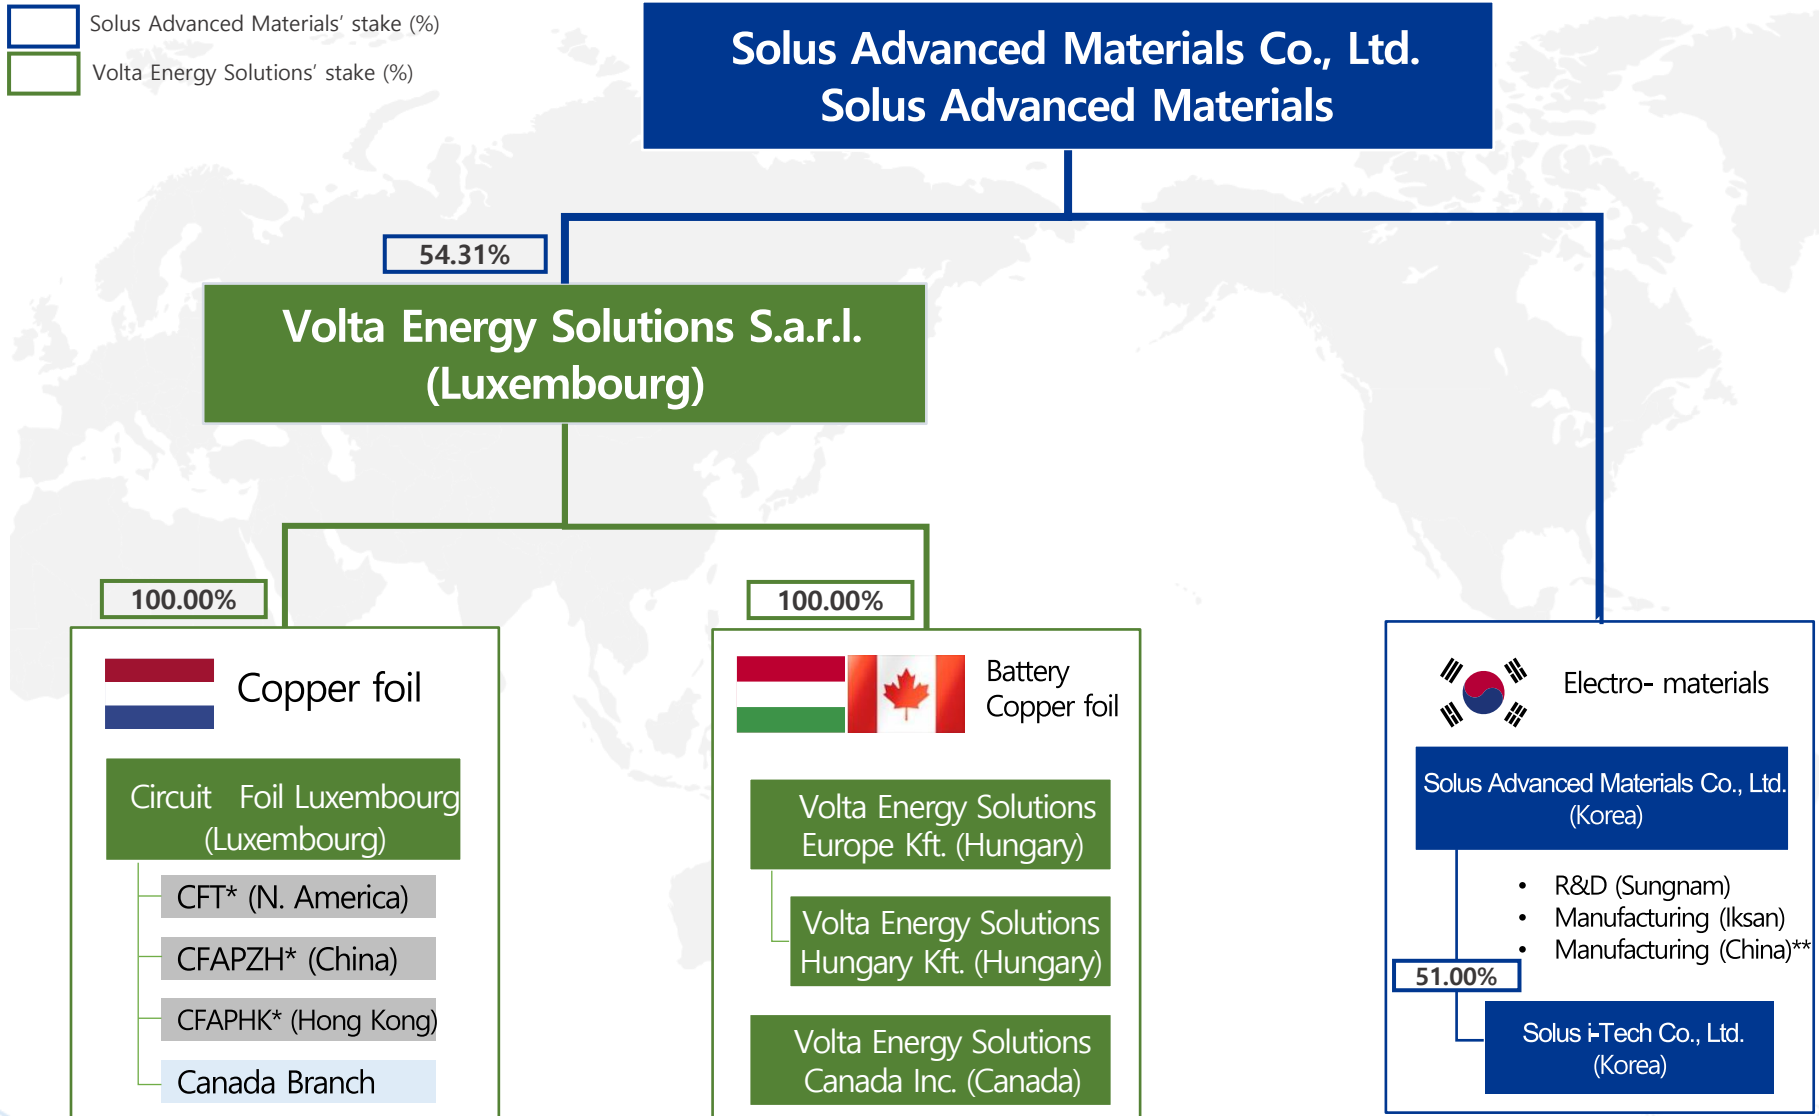 Solus Advanced Materials' stake (%)
Volta Energy Solutions' stake (%)
Solus Advanced Materials Co., Ltd.
Solus Advanced Materials
54.31%
Volta Energy Solutions S.a.r.l.
(Luxembourg)
100.00%
Copper foil
Circuit Foil Luxembourg
(Luxembourg)
CFT* (N. America)
CFAPZH* (China)
CFAPHK* (Hong Kong)
Canada Branch
100.00%
Battery
Copper foil
Volta Energy Solutions
Europe Kft. (Hungary)
Volta Energy Solutions
Hungary Kft. (Hungary)
Volta Energy Solutions
Canada Inc. (Canada)
Electro- materials
Solus Advanced Materials Co., Ltd.
(Korea)
• R&D (Sungnam)
• Manufacturing (Iksan)
• Manufacturing (China)**
51.00%
Solus i-Tech Co., Ltd.
(Korea)